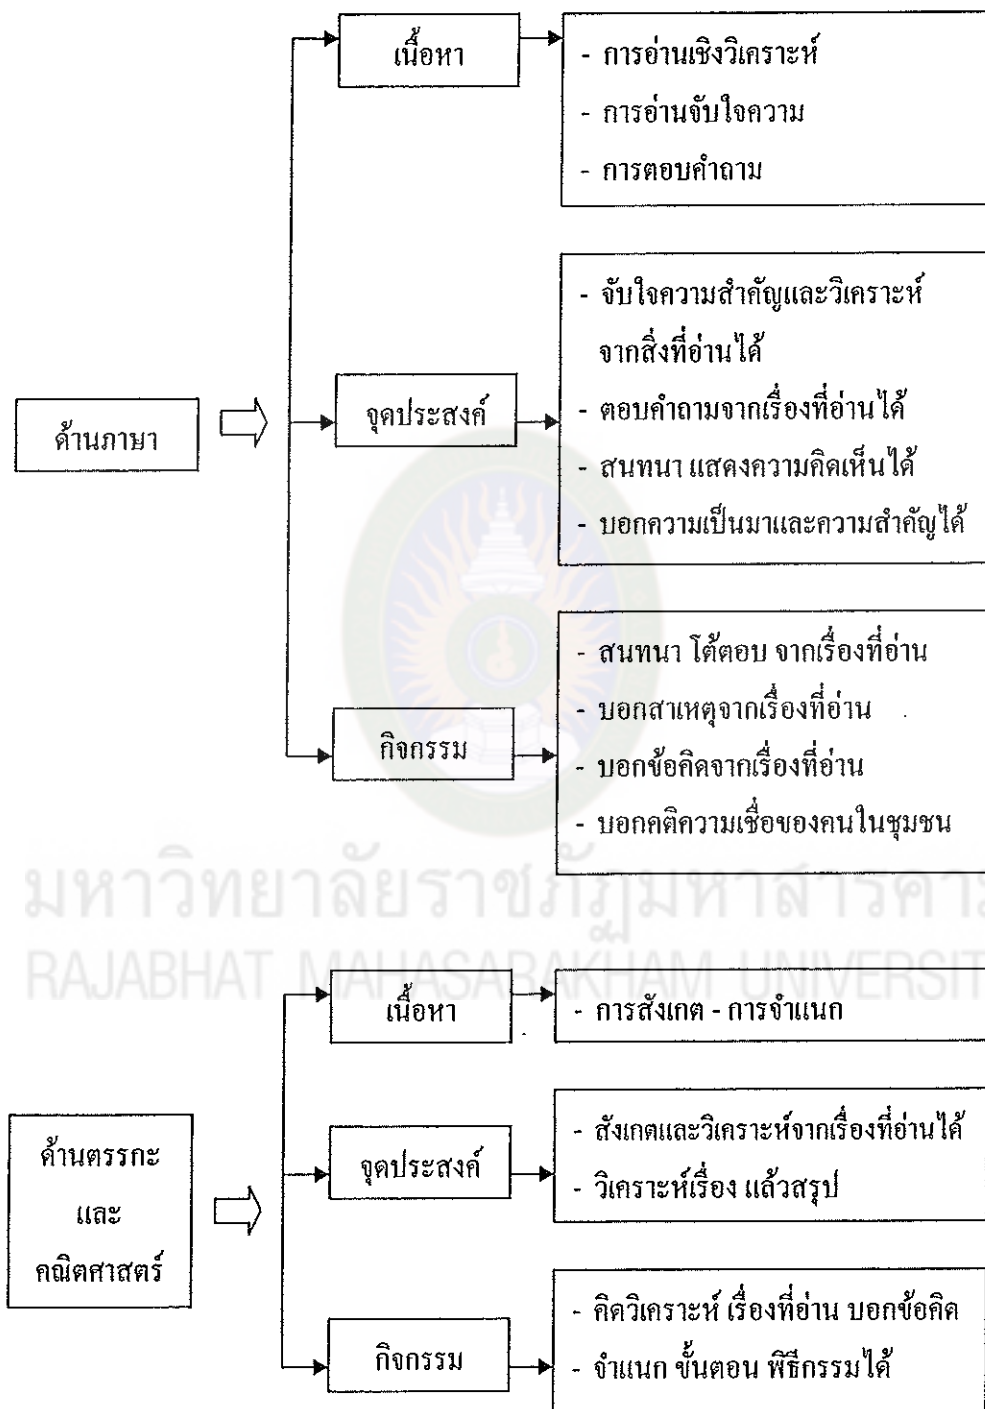 เนื้อหา
- การอ่านเชิงวิเคราะห์
- การอ่านจับใจความ
- การตอบคำถาม
ด้านภาษา
จุดประสงค์
- จับใจความสำคัญและวิเคราะห์
จากสิ่งที่อ่านได้
- ตอบคำถามจากเรื่องที่อ่านได้
- สนทนา แสดงความคิดเห็นได้
- บอกความเป็นมาและความสำคัญได้
กิจกรรม
- สนทนา โต้ตอบ จากเรื่องที่อ่าน
- บอกสาเหตุจากเรื่องที่อ่าน
- บอกข้อคิดจากเรื่องที่อ่าน
- บอกคติความเชื่อของคนในชุมชน
มหาวิทยาลัยราชภัฏมหาสารคา
RAJABHAT MAHASARAKHAM UNIVERSIT
เนื้อหา
- การสังเกต - การจำแนก
ด้านตรรกะ
และ
คณิตศาสตร์
จุดประสงค์
- สังเกตและวิเคราะห์จากเรื่องที่อ่านได้
- วิเคราะห์เรื่อง แล้วสรุป
กิจกรรม
- คิดวิเคราะห์ เรื่องที่อ่าน บอกข้อคิด
- จำแนก ขั้นตอน พิธีกรรมได้